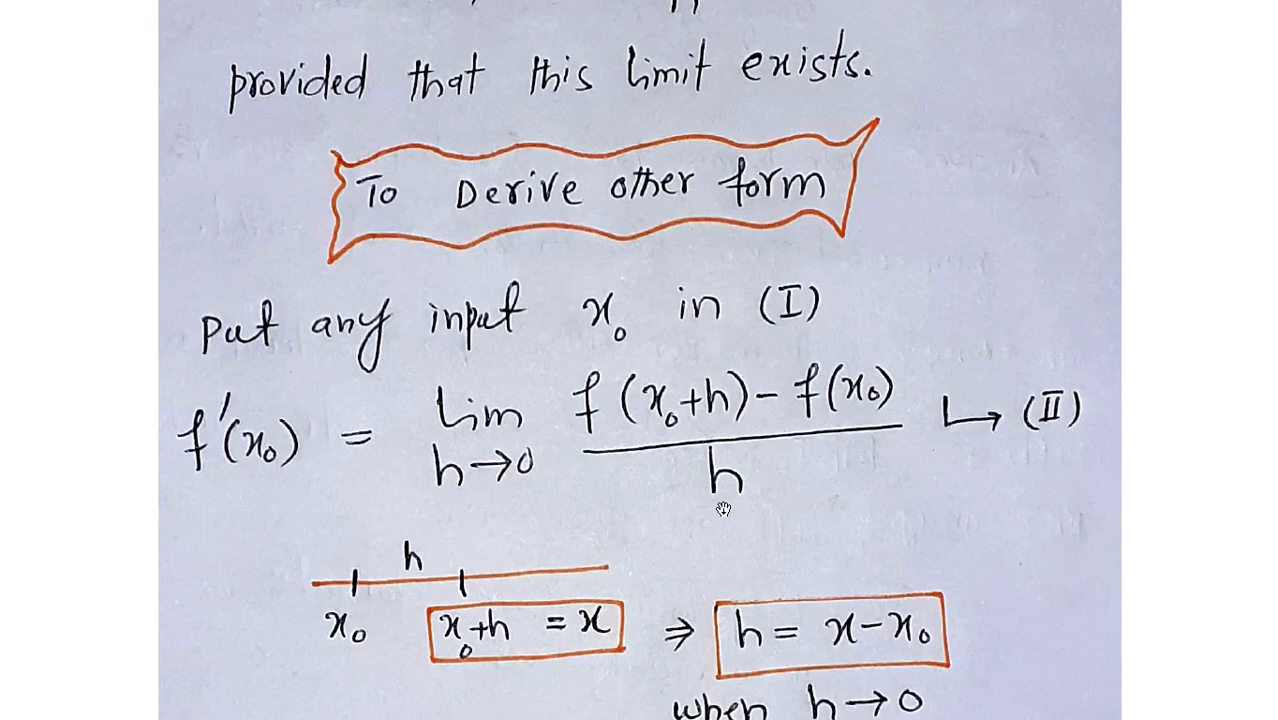 provided that this limit exists.
To Derive other form
put any input x₀ in (I)
f'(x₀) = lim h→0 f(x₀+h) - f(x₀) / h ↳ (II)
h
x₀ x₀+h = x ⇒ h = x - x₀
when h→0